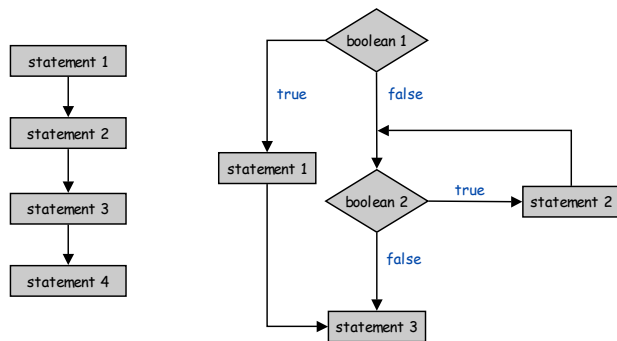 statement 1
statement 2
statement 3
statement 4
boolean 1
true
false
statement 1
boolean 2
true
statement 2
false
statement 3